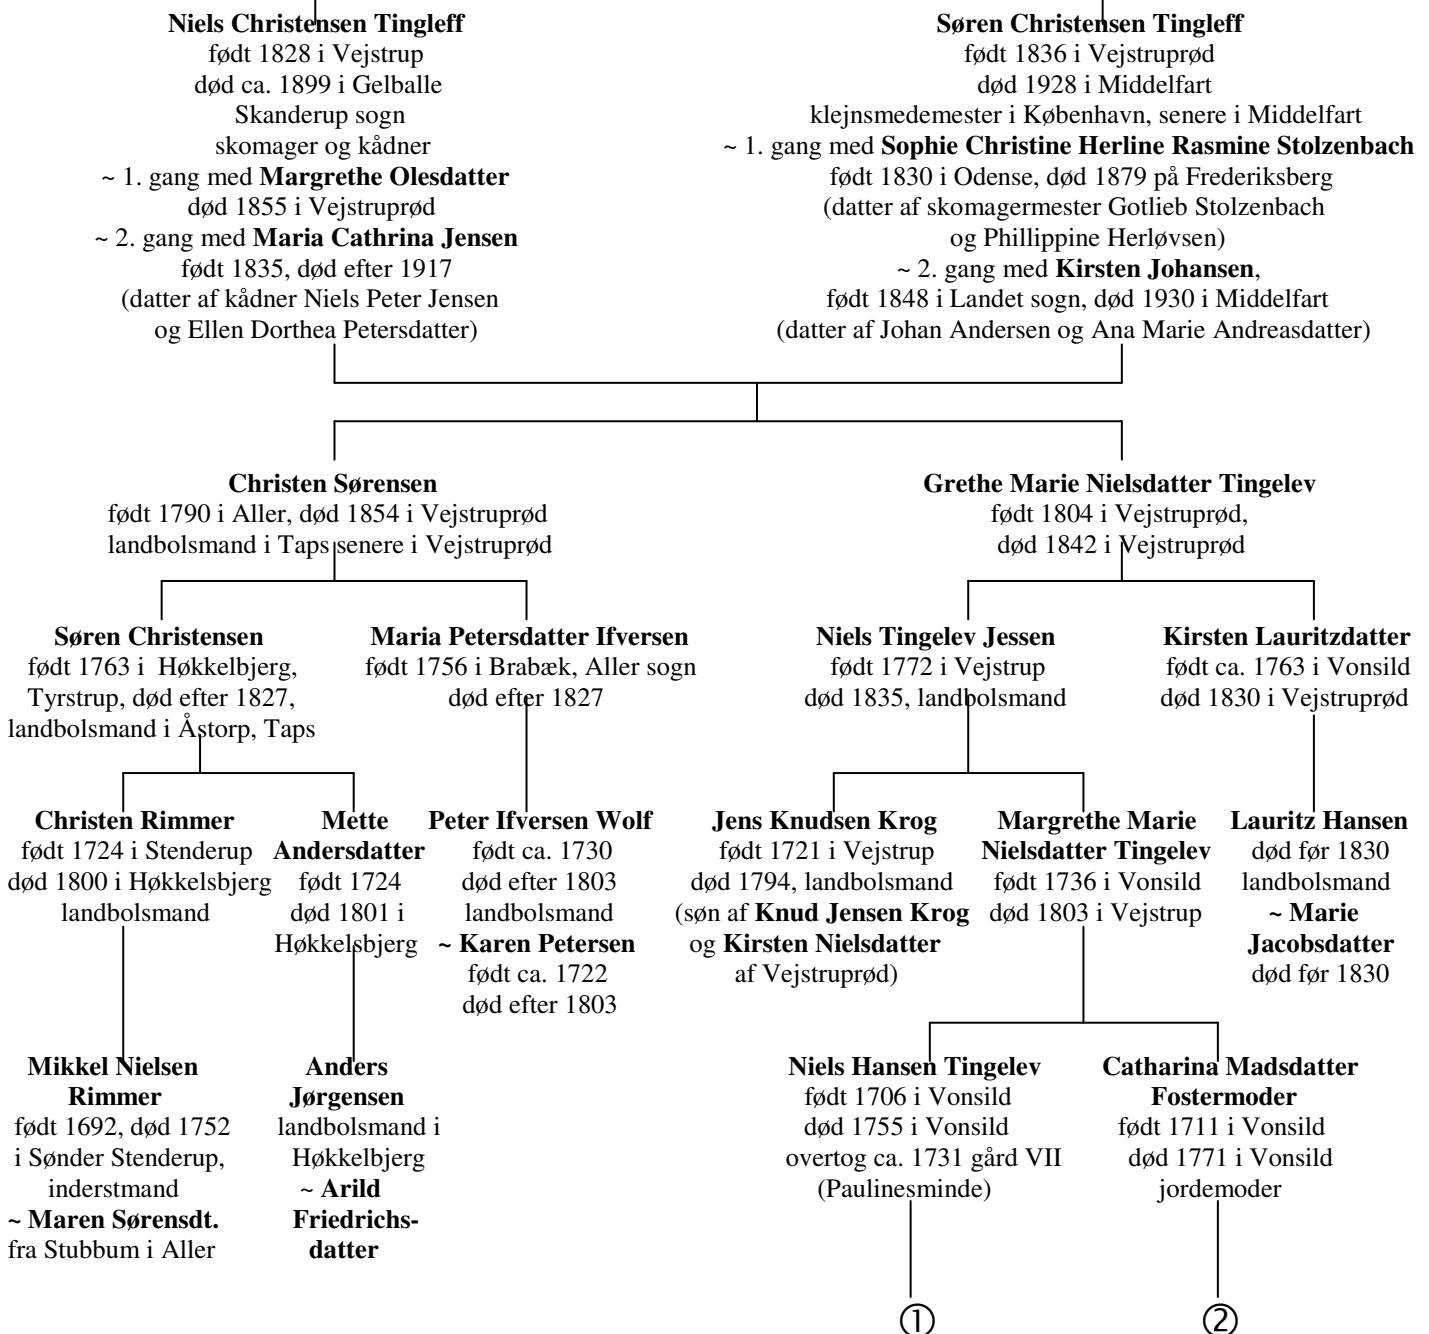 Niels Christensen Tingleff
født 1828 i Vejstrup
død ca. 1899 i Gelballe
Skanderup sogn
skomager og kådner
~ 1. gang med Margrethe Olesdatter
død 1855 i Vejstruprød
~ 2. gang med Maria Cathrina Jensen
født 1835, død efter 1917
(datter af kådner Niels Peter Jensen
og Ellen Dorthea Petersdatter)
Søren Christensen Tingleff
født 1836 i Vejstruprød
død 1928 i Middelfart
klejnsmedemester i København, senere i Middelfart
~ 1. gang med Sophie Christine Herline Rasmine Stolzenbach
født 1830 i Odense, død 1879 på Frederiksberg
(datter af skomagermester Gotlieb Stolzenbach
og Phillippine Herløvsen)
~ 2. gang med Kirsten Johansen,
født 1848 i Landet sogn, død 1930 i Middelfart
(datter af Johan Andersen og Ana Marie Andreasdatter)
Christen Sørensen
født 1790 i Aller, død 1854 i Vejstruprød
landbolsmand i Taps senere i Vejstruprød
Grethe Marie Nielsdatter Tingelev
født 1804 i Vejstruprød,
død 1842 i Vejstruprød
Søren Christensen
født 1763 i Høkkelbjerg,
Tyrstrup, død efter 1827,
landbolsmand i Åstorp, Taps
Maria Petersdatter Ifversen
født 1756 i Brabæk, Aller sogn
død efter 1827
Niels Tingelev Jessen
født 1772 i Vejstrup
død 1835, landbolsmand
Kirsten Lauritzdatter
født ca. 1763 i Vonsild
død 1830 i Vejstruprød
Christen Rimmer
født 1724 i Stenderup
død 1800 i Høkkelsbjerg
landbolsmand
Mette
Andersdatter
født 1724
død 1801 i
Høkkelsbjerg
Peter Ifversen Wolf
født ca. 1730
død efter 1803
landbolsmand
~ Karen Petersen
født ca. 1722
død efter 1803
Jens Knudsen Krog
født 1721 i Vejstrup
død 1794, landbolsmand
(søn af Knud Jensen Krog
og Kirsten Nielsdatter
af Vejstruprød)
Margrethe Marie
Nielsdatter Tingelev
født 1736 i Vonsild
død 1803 i Vejstrup
Lauritz Hansen
død før 1830
landbolsmand
~ Marie
Jacobsdatter
død før 1830
Mikkel Nielsen
Rimmer
født 1692, død 1752
i Sønder Stenderup,
inderstmand
~ Maren Sørensdt.
fra Stubbum i Aller
Anders
Jørgensen
landbolsmand i
Høkkelbjerg
~ Arild
Friedrichs-
datter
Niels Hansen Tingelev
født 1706 i Vonsild
død 1755 i Vonsild
overtog ca. 1731 gård VII
(Paulinesminde)
Catharina Madsdatter
Fostermoder
født 1711 i Vonsild
død 1771 i Vonsild
jordemoder
①
②